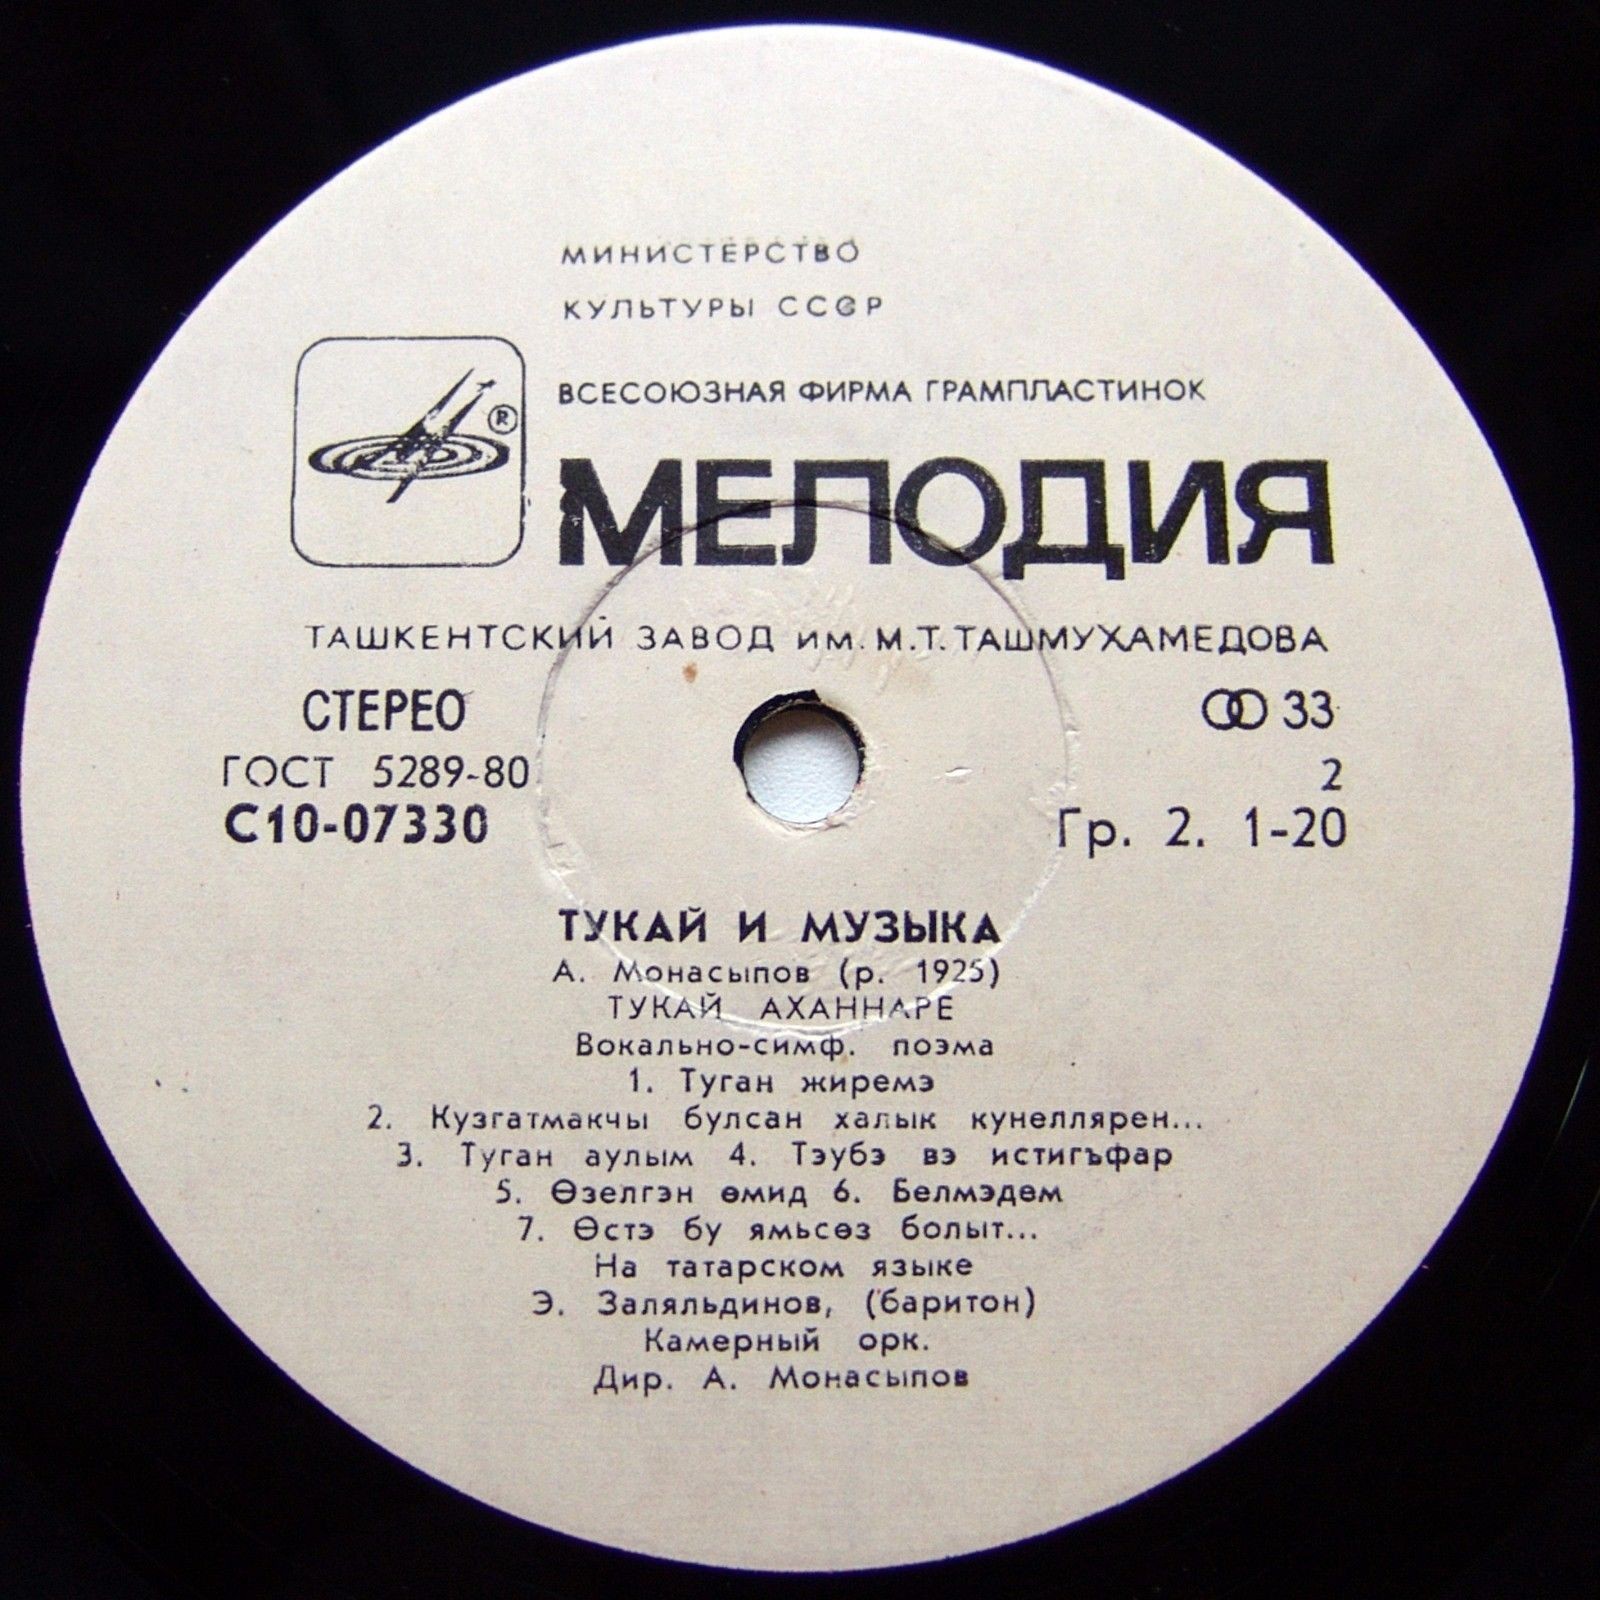 МИНИСТЕРСТВО
КУЛЬТУРЫ СССР
ВСЕСОЮЗНАЯ ФИРМА ГРАМПЛАСТИНОК
®
МЕЛОДИЯ
ТАШКЕНТСКИЙ ЗАВОД им. М.Т. ТАШМУХАМЕДОВА
СТЕРЕО 33
ГОСТ 5289-80 2
С10-07330 Гр. 2. 1-20
ТУКАЙ И МУЗЫКА
А. Монасыпов (р. 1925)
ТУКАЙ АХАННАРЕ
Вокально-симф. поэма
1. Туган жиремэ
2. Кузгатмакчы булсан халык кунеллярен...
3. Туган аулым 4. Тэубэ вэ истигъфар
5. Өзелгэн өмид 6. Белмэдем
7. Өстэ бу ямьсөз болыт...
На татарском языке
Э. Заляльдинов, (баритон)
Камерный орк.
Дир. А. Монасыпов